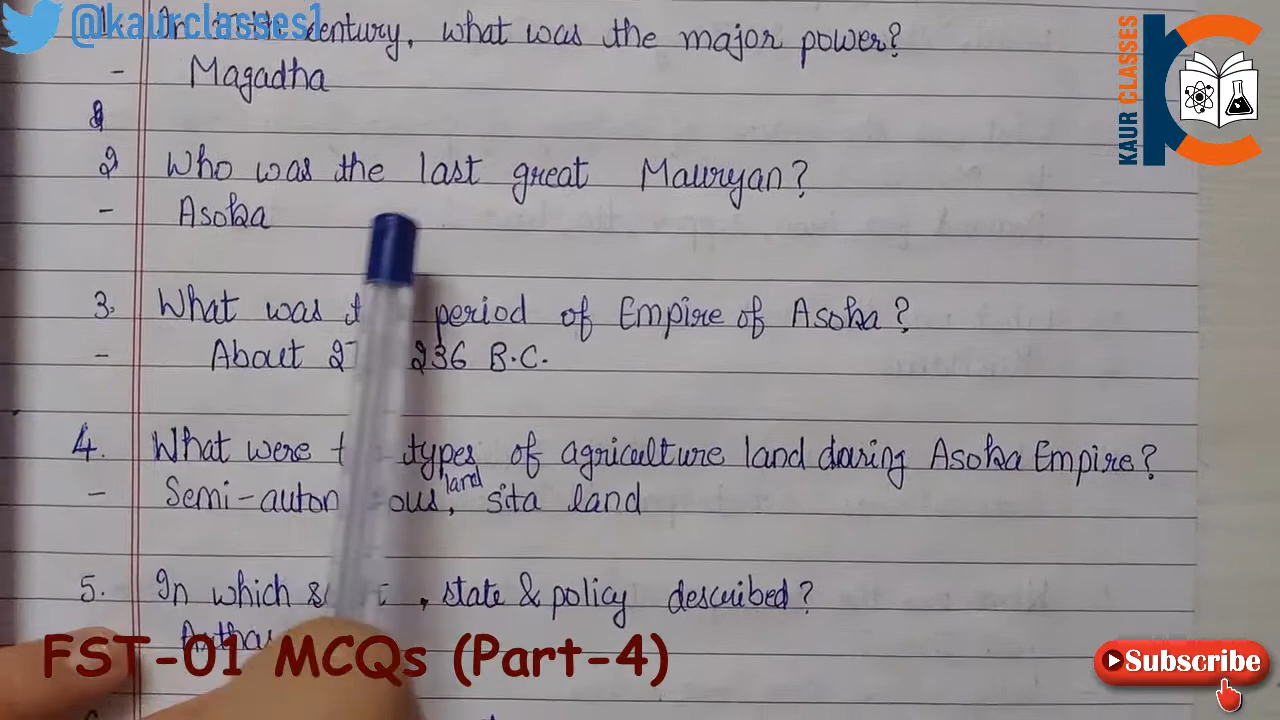 @kaurclasses1
1. In century, what was the major power?
- Magadha
2 Who was the last great Mauryan?
- Asoka
3. What was period of Empire of Asoka?
- About 236 B.C.
4. What were types of agriculture land during Asoka Empire?
- Semi- land, sita land
5. In which , state & policy described?
FST-01 MCQs (Part-4)
KAUR CLASSES
Subscribe